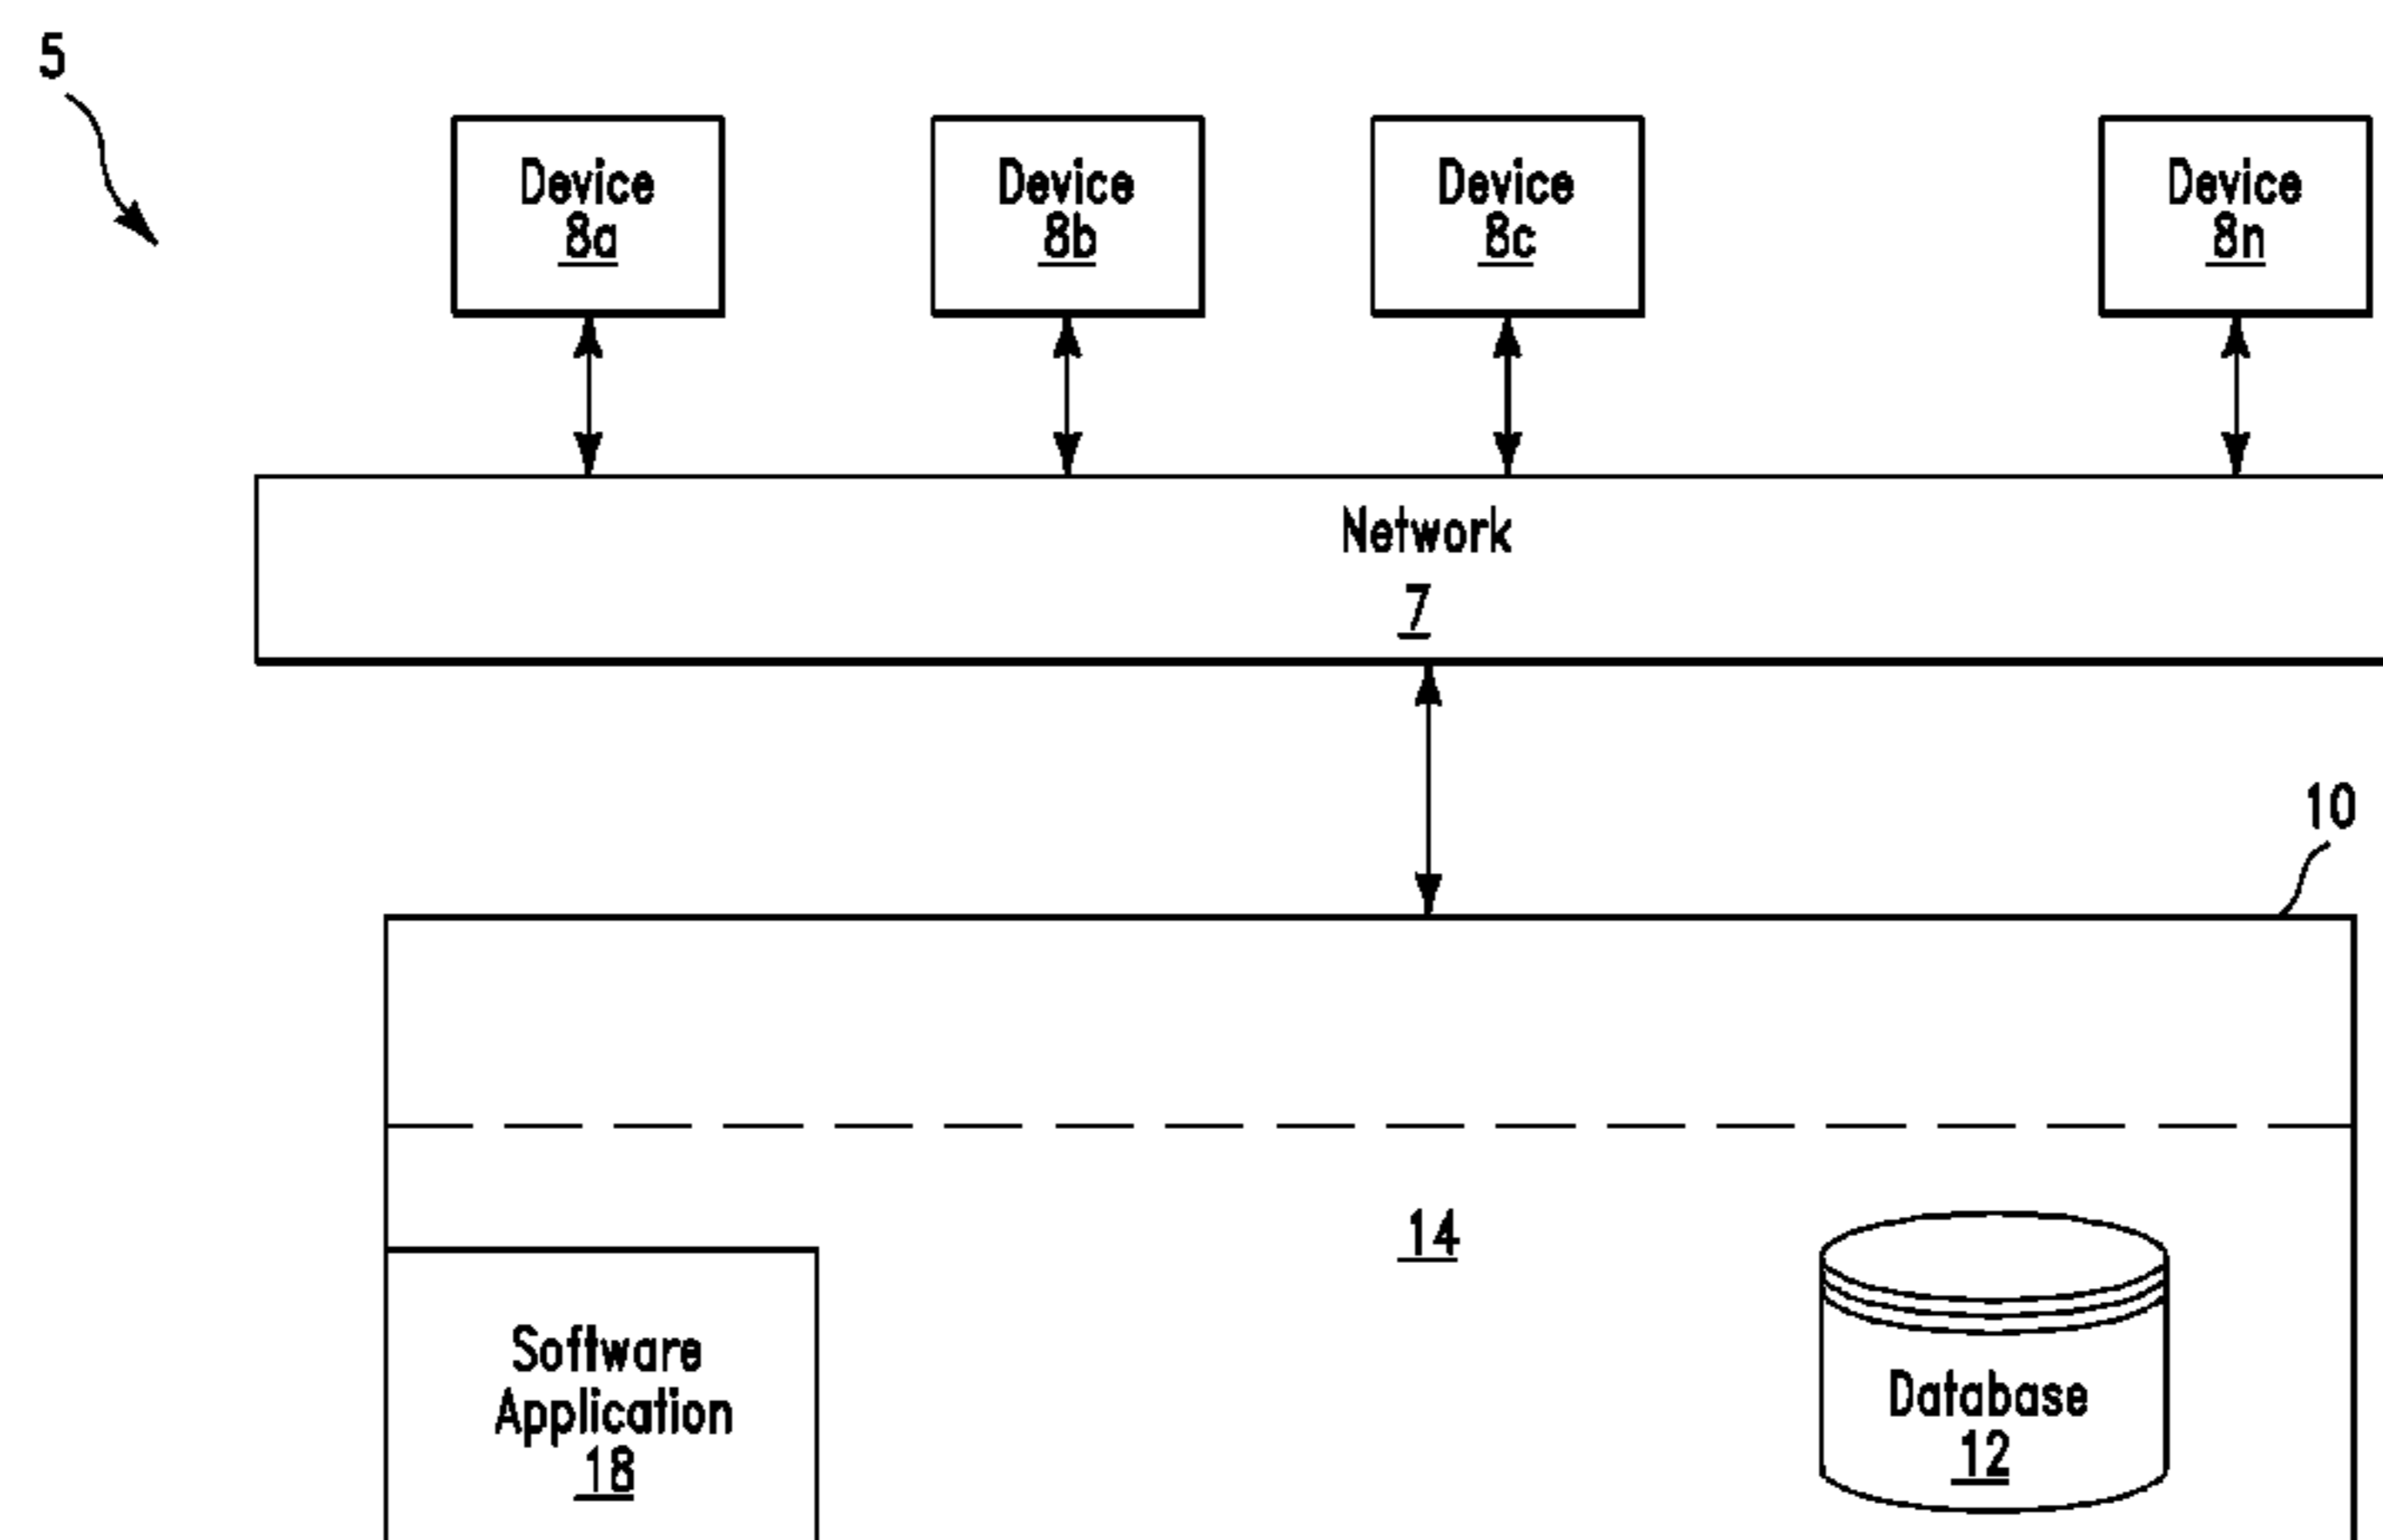 5
Device
8a
Device
8b
Device
8c
Device
8n
Network
7
10
14
Software
Application
18
Database
12